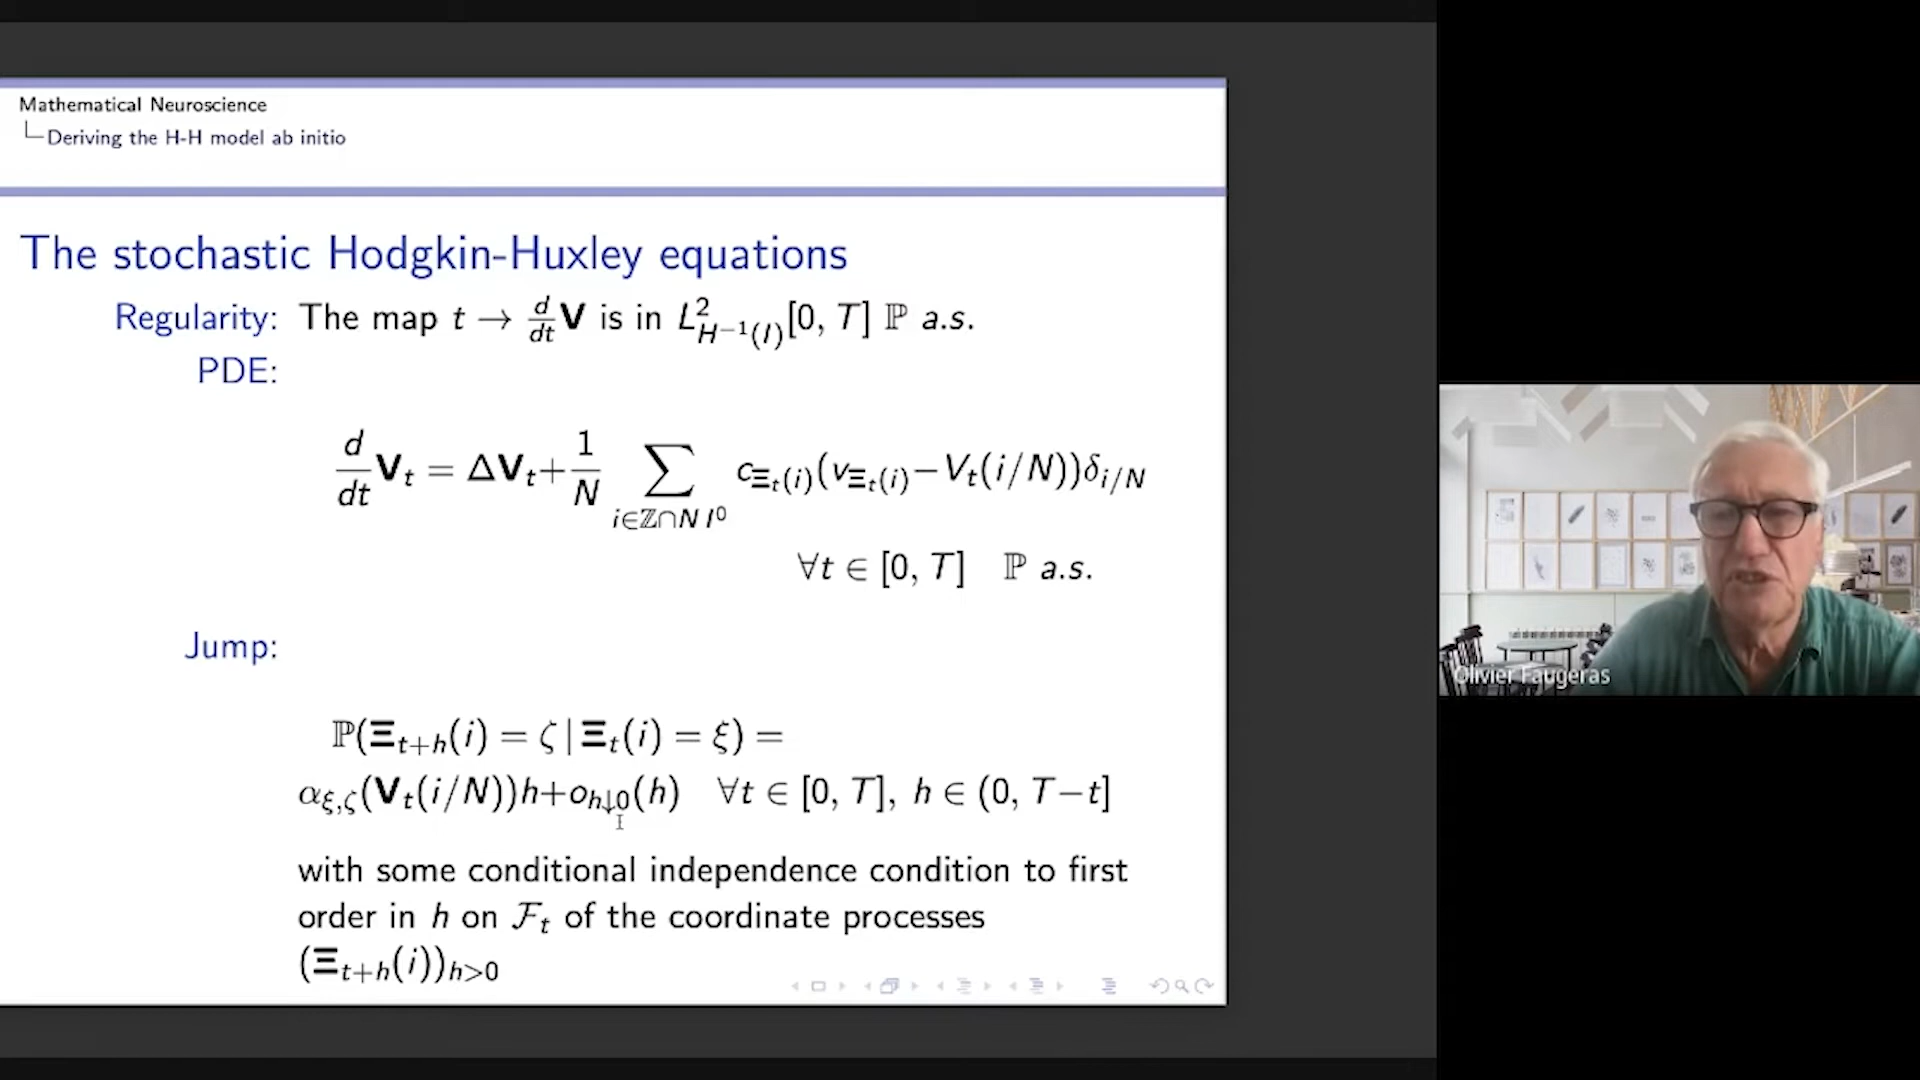 Mathematical Neuroscience
Deriving the H-H model ab initio
The stochastic Hodgkin-Huxley equations
Regularity: The map t → d/dt 𝐕 is in L²_{H⁻¹(I)}[0, T] ℙ a.s.
PDE:
d/dt 𝐕_t = Δ𝐕_t + 1/N ∑_{i∈ℤ∩N I⁰} c_{𝚵_t(i)}(v_{𝚵_t(i)} − V_t(i/N))δ_{i/N}
∀t ∈ [0, T] ℙ a.s.
Jump:
ℙ(𝚵_{t+h}(i) = ζ | 𝚵_t(i) = ξ) =
α_{ξ,ζ}(𝐕_t(i/N))h + o_{h↓0}(h) ∀t ∈ [0, T], h ∈ (0, T − t]
with some conditional independence condition to first
order in h on ℱ_t of the coordinate processes
(𝚵_{t+h}(i))_{h>0}
Olivier Faugeras